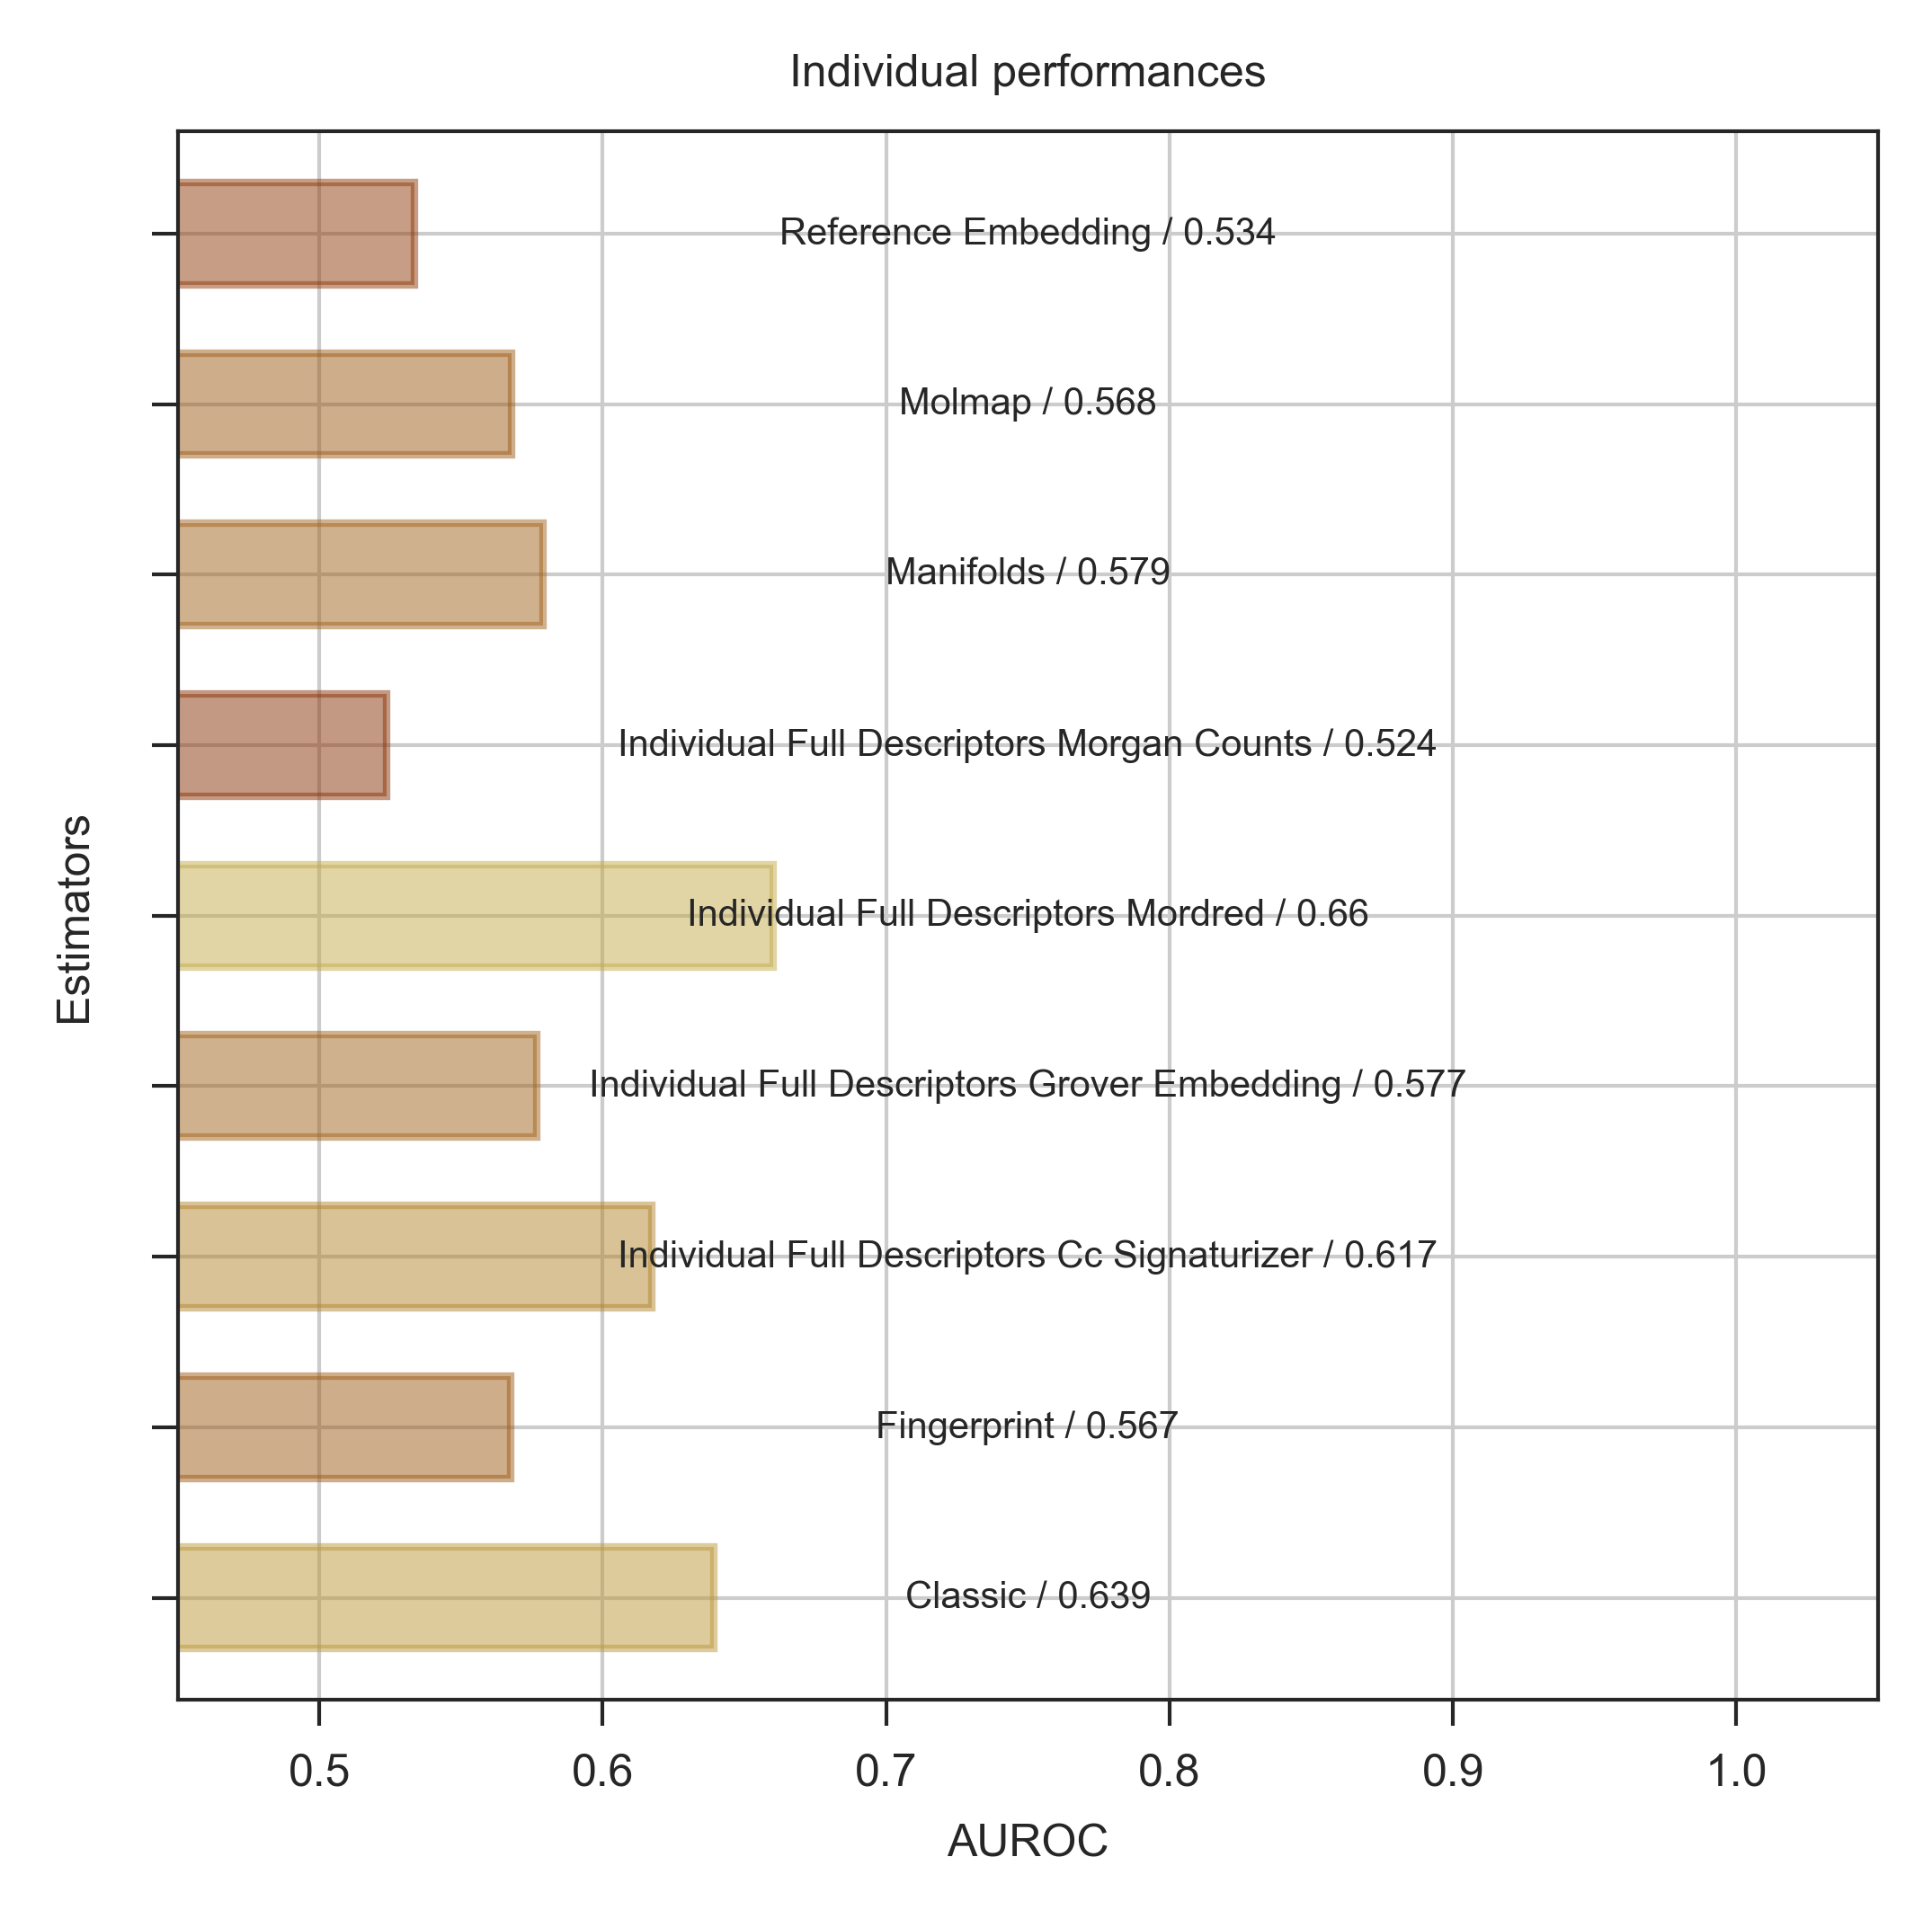 Individual performances
Reference Embedding / 0.534
Molmap / 0.568
Manifolds / 0.579
Individual Full Descriptors Morgan Counts / 0.524
Individual Full Descriptors Mordred / 0.66
Individual Full Descriptors Grover Embedding / 0.577
Individual Full Descriptors Cc Signaturizer / 0.617
Fingerprint / 0.567
Classic / 0.639
Estimators
0.5 0.6 0.7 0.8 0.9 1.0
AUROC